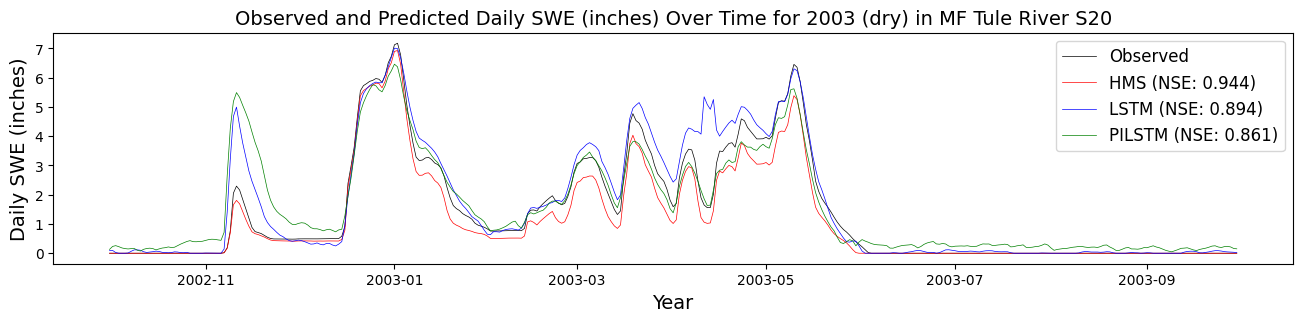 Observed and Predicted Daily SWE (inches) Over Time for 2003 (dry) in MF Tule River S20
Daily SWE (inches)
7
6
5
4
3
2
1
0
Observed
HMS (NSE: 0.944)
LSTM (NSE: 0.894)
PILSTM (NSE: 0.861)
2002-11 2003-01 2003-03 2003-05 2003-07 2003-09
Year